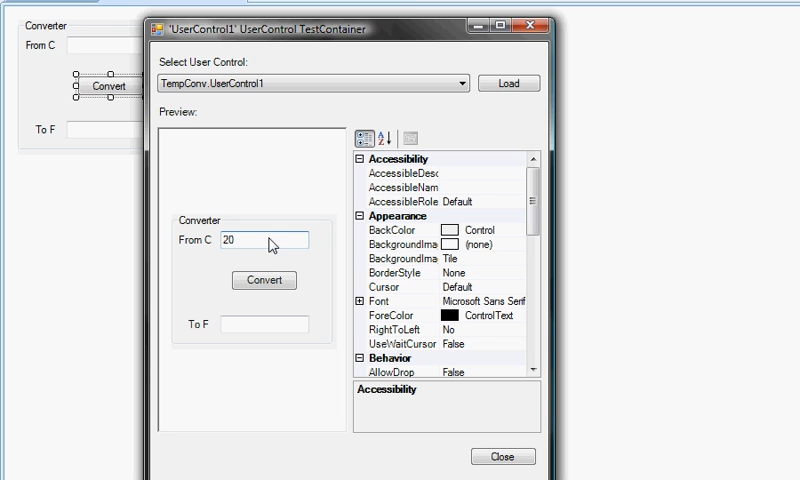 Converter
From C
Convert
To F
'UserControl1' UserControl TestContainer
Select User Control:
TempConv.UserControl1
Load
Preview:
Converter
From C 20
Convert
To F
Accessibility
AccessibleDesc
AccessibleNam
AccessibleRole Default
Appearance
BackColor Control
BackgroundIma (none)
BackgroundIma Tile
BorderStyle None
Cursor Default
Font Microsoft Sans Serif
ForeColor ControlText
RightToLeft No
UseWaitCursor False
Behavior
AllowDrop False
Accessibility
Close